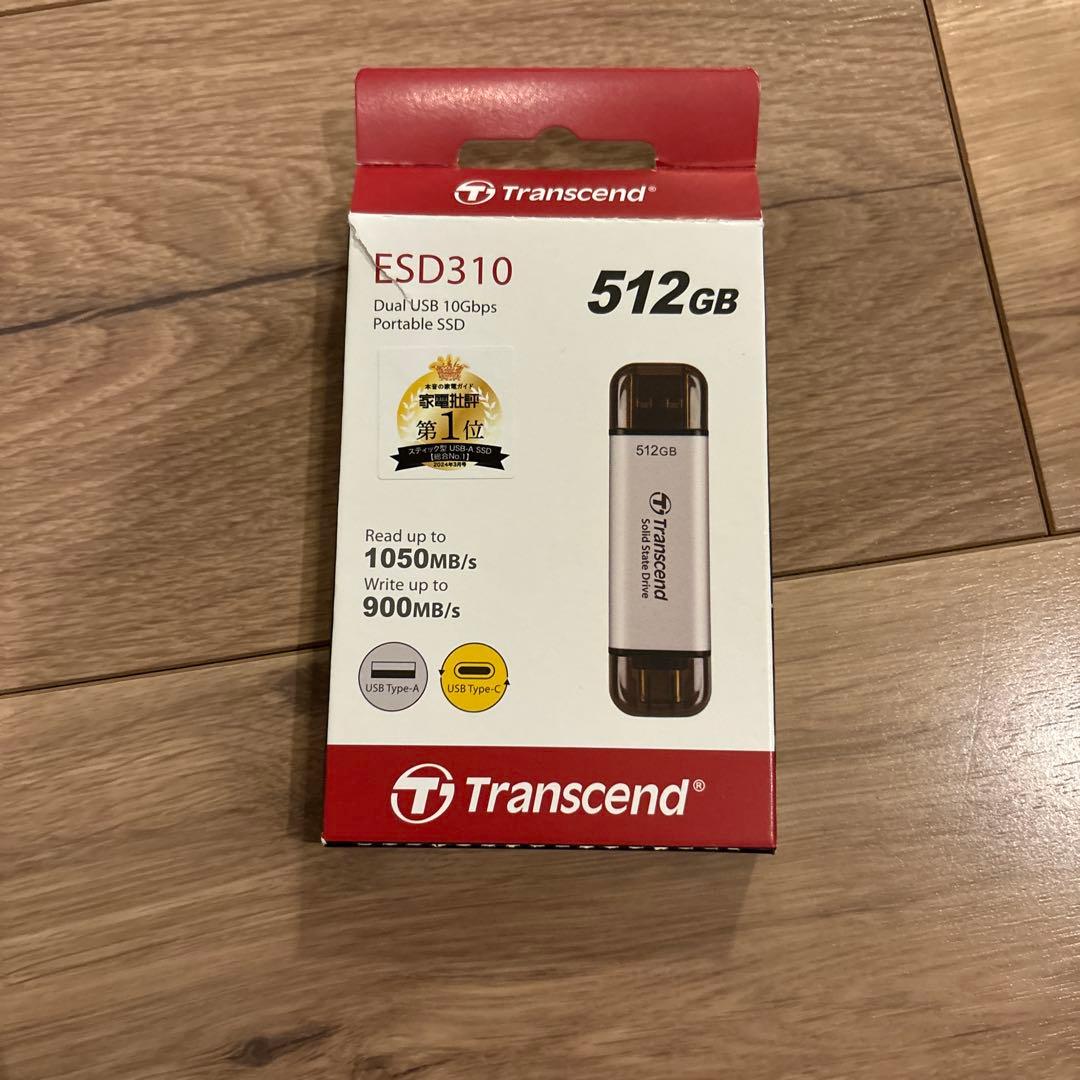 Transcend®
ESD310
Dual USB 10Gbps
Portable SSD
512GB
本音の家電ガイド
家電批評
第1位
スティック型 USB-A SSD
【総合No.1】
2024年3月号
512GB
Transcend
Solid State Drive
Read up to
1050MB/s
Write up to
900MB/s
USB Type-A
USB Type-C
Transcend®